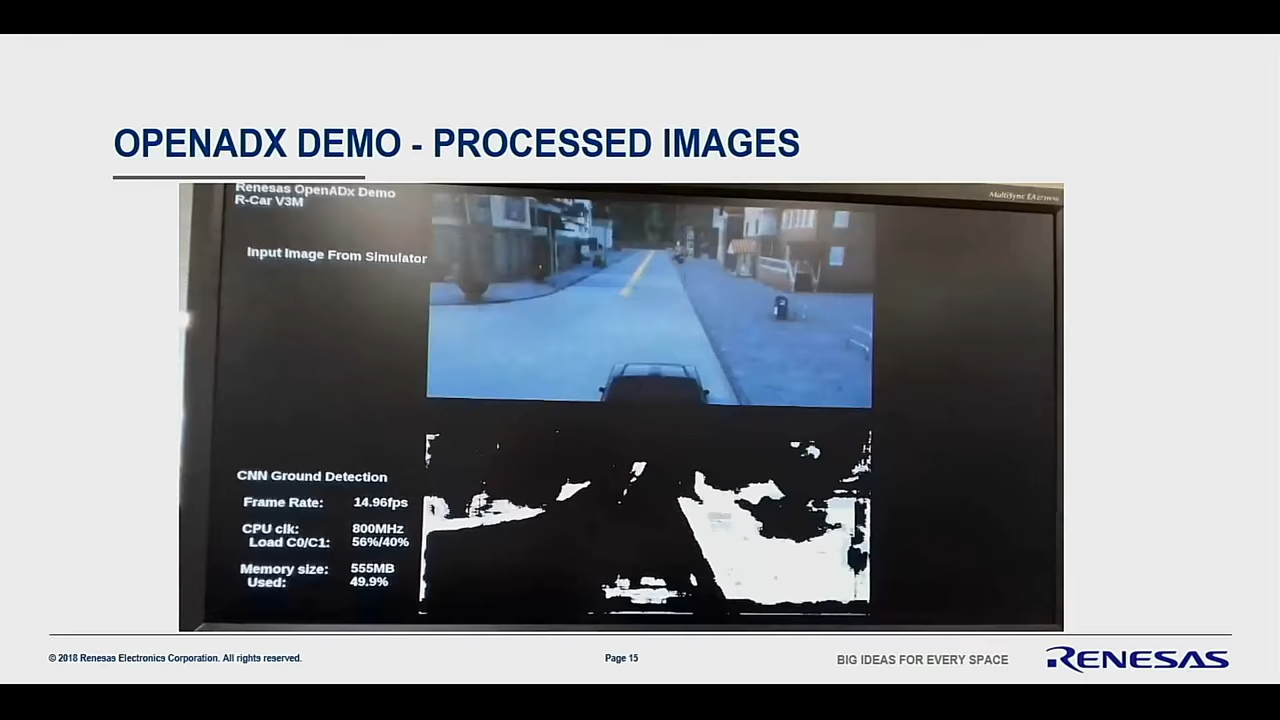 OPENADX DEMO - PROCESSED IMAGES
Renesas OpenADx Demo
R-Car V3M
Input Image From Simulator
CNN Ground Detection
Frame Rate: 14.96fps
CPU clk: 800MHz
Load C0/C1: 56%/40%
Memory size: 555MB
Used: 49.9%
MultiSync
© 2018 Renesas Electronics Corporation. All rights reserved.
Page 15
BIG IDEAS FOR EVERY SPACE
RENESAS